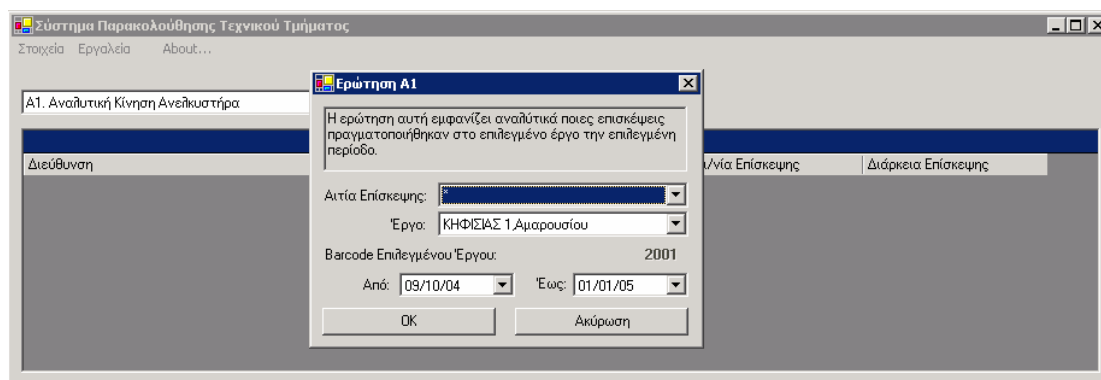 Σύστημα Παρακολούθησης Τεχνικού Τμήματος
Στοιχεία Εργαλεία About...
Α1. Αναλυτική Κίνηση Ανελκυστήρα
Διεύθυνση
/νία Επίσκεψης Διάρκεια Επίσκεψης
Ερώτηση Α1
Η ερώτηση αυτή εμφανίζει αναλύτικά ποιες επισκέψεις
πραγματοποιήθηκαν στο επιλεγμένο έργο την επιλεγμένη
περίοδο.
Αιτία Επίσκεψης: *
Έργο: ΚΗΦΙΣΙΑΣ 1,Αμαρουσίου
Barcode Επιλεγμένου Έργου: 2001
Από: 09/10/04 Έως: 01/01/05
OK Ακύρωση